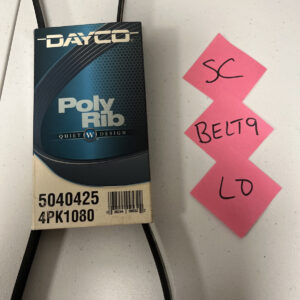 DAYCO
Poly
Rib
QUIET W DESIGN
5040425
4PK1080
SC
BELT9
LO